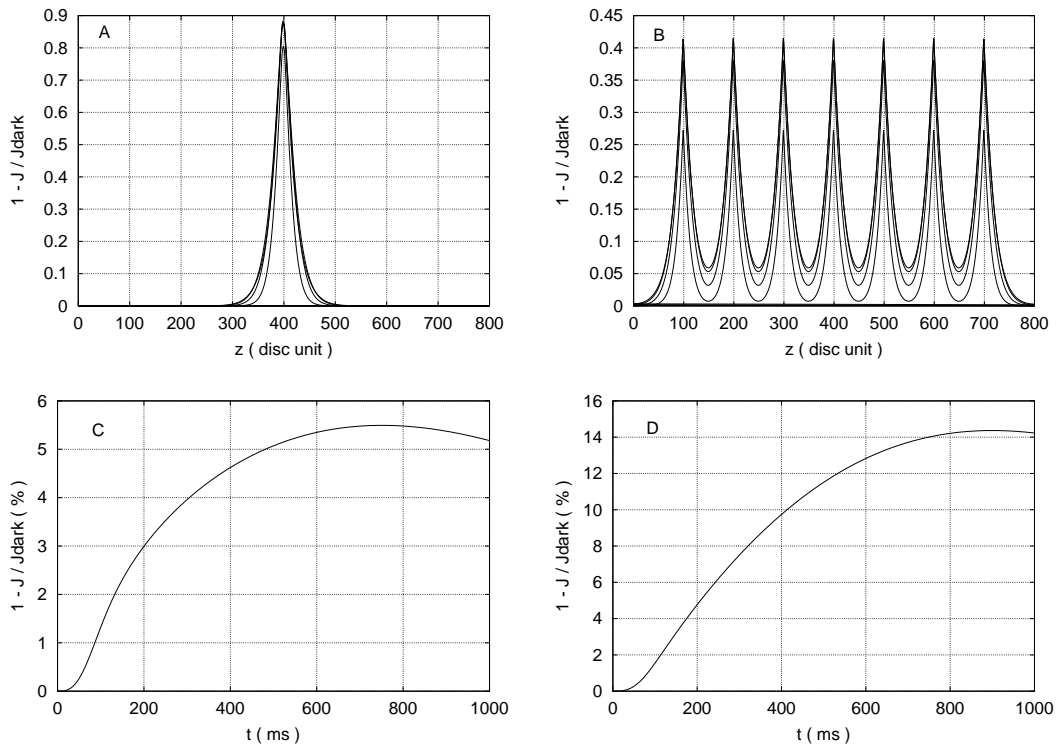 A
1 - J / Jdark
0.9
0.8
0.7
0.6
0.5
0.4
0.3
0.2
0.1
0
0 100 200 300 400 500 600 700 800
z ( disc unit )
B
1 - J / Jdark
0.45
0.4
0.35
0.3
0.25
0.2
0.15
0.1
0.05
0
0 100 200 300 400 500 600 700 800
z ( disc unit )
C
1 - J / Jdark ( % )
6
5
4
3
2
1
0
0 200 400 600 800 1000
t ( ms )
D
1 - J / Jdark ( % )
16
14
12
10
8
6
4
2
0
0 200 400 600 800 1000
t ( ms )